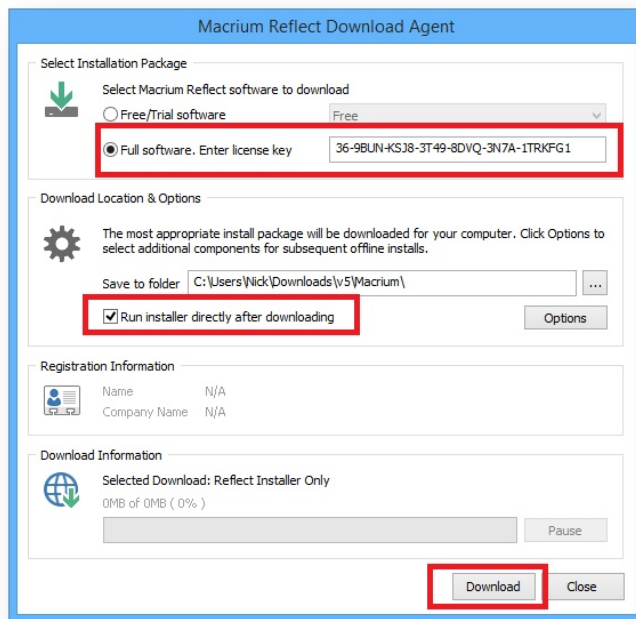 Macrium Reflect Download Agent
Select Installation Package
Select Macrium Reflect software to download
Free/Trial software
Free
Full software. Enter license key
36-9BUN-KSJ8-3T49-8DVQ-3N7A-1TRKFG1
Download Location & Options
The most appropriate install package will be downloaded for your computer. Click Options to
select additional components for subsequent offline installs.
Save to folder C:\Users\Nick\Downloads\v5\Macrium\ ...
Run installer directly after downloading
Options
Registration Information
Name N/A
Company Name N/A
Download Information
Selected Download: Reflect Installer Only
0MB of 0MB ( 0% )
Pause
Download Close